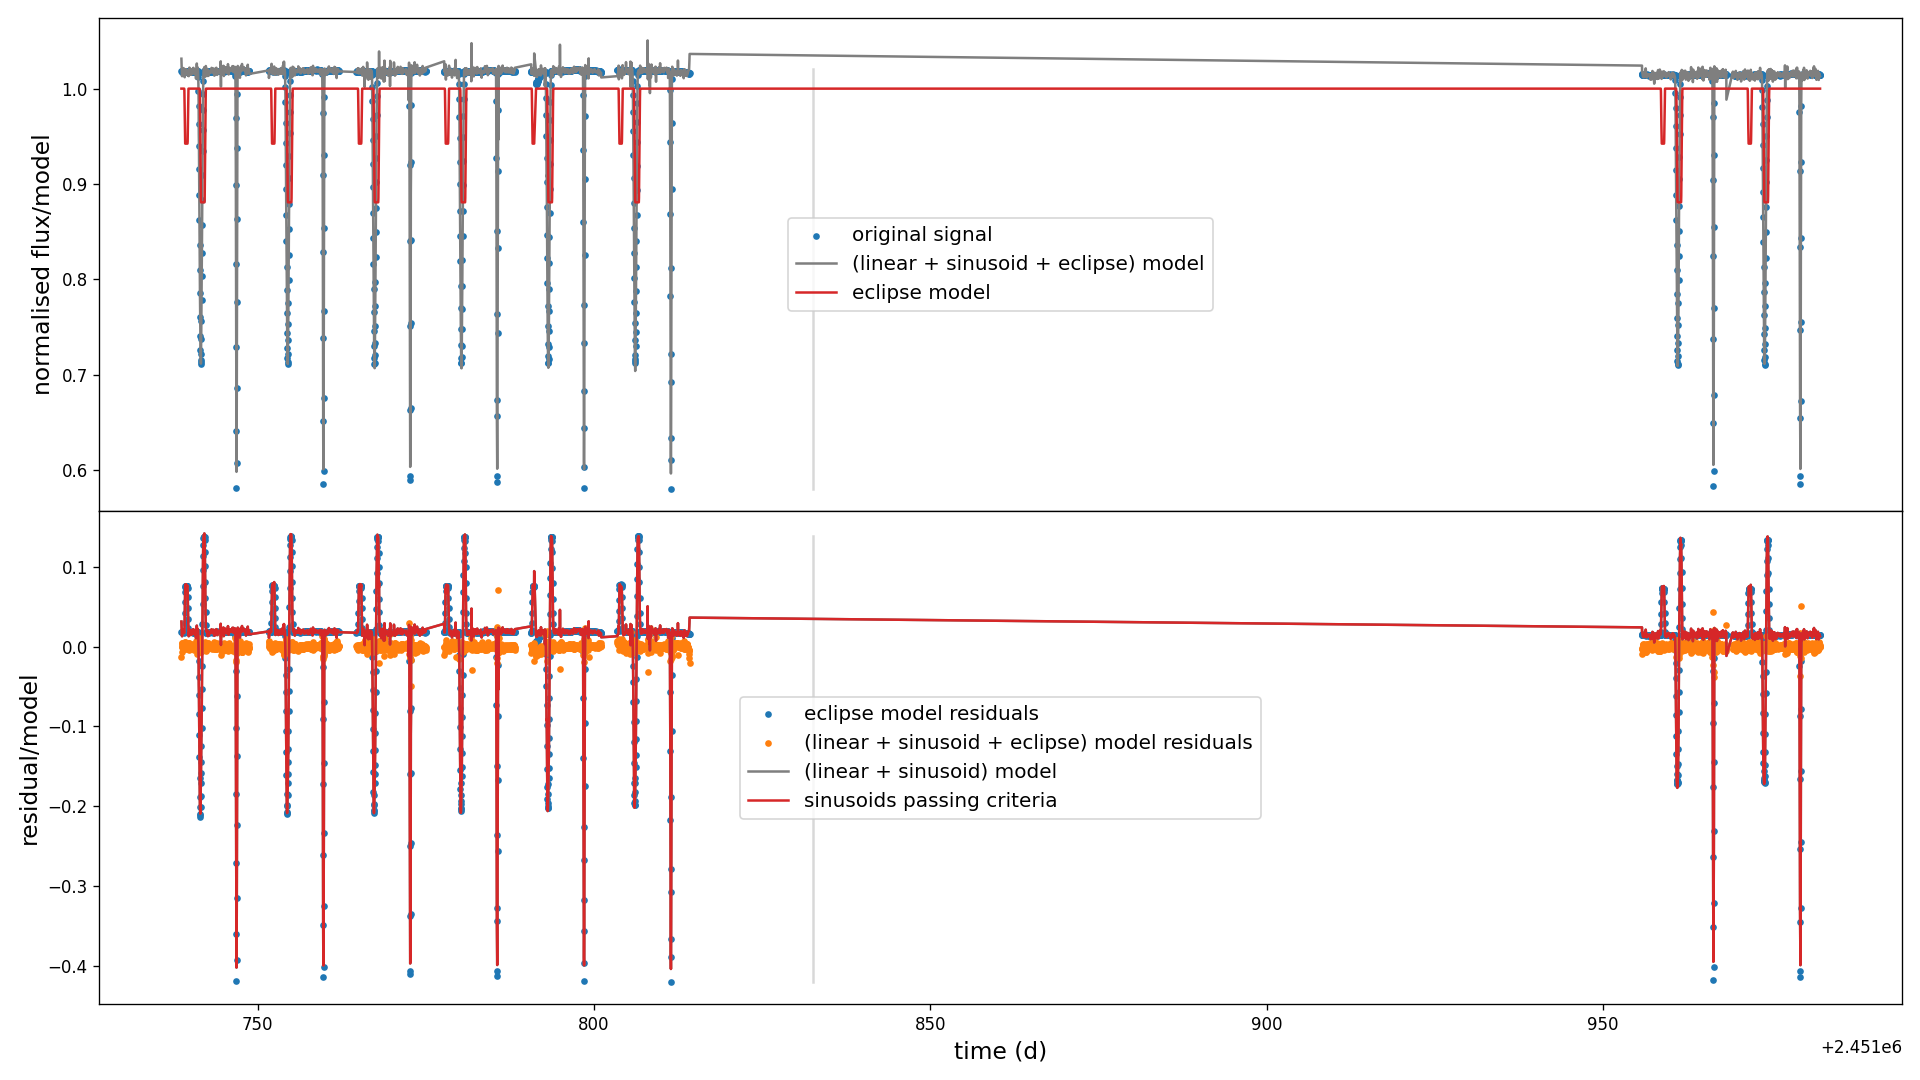 normalised flux/model
1.0
0.9
0.8
0.7
0.6
original signal
(linear + sinusoid + eclipse) model
eclipse model
residual/model
0.1
0.0
−0.1
−0.2
−0.3
−0.4
eclipse model residuals
(linear + sinusoid + eclipse) model residuals
(linear + sinusoid) model
sinusoids passing criteria
750
800
850
900
950
time (d)
+2.451e6